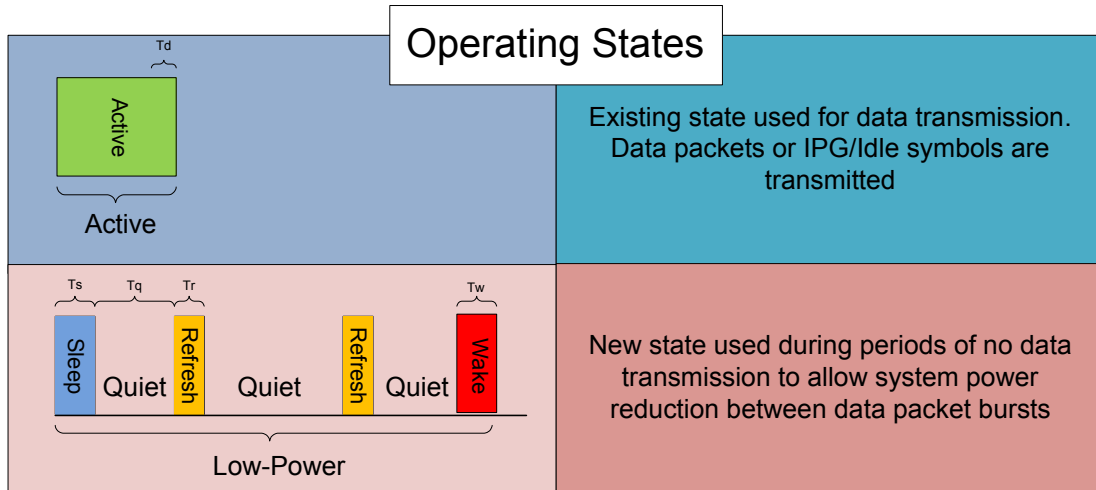 Operating States
Td
Active
Active
Existing state used for data transmission.
Data packets or IPG/Idle symbols are
transmitted
Ts
Tq
Tr
Tw
Sleep
Quiet
Refresh
Quiet
Refresh
Quiet
Wake
Low-Power
New state used during periods of no data
transmission to allow system power
reduction between data packet bursts